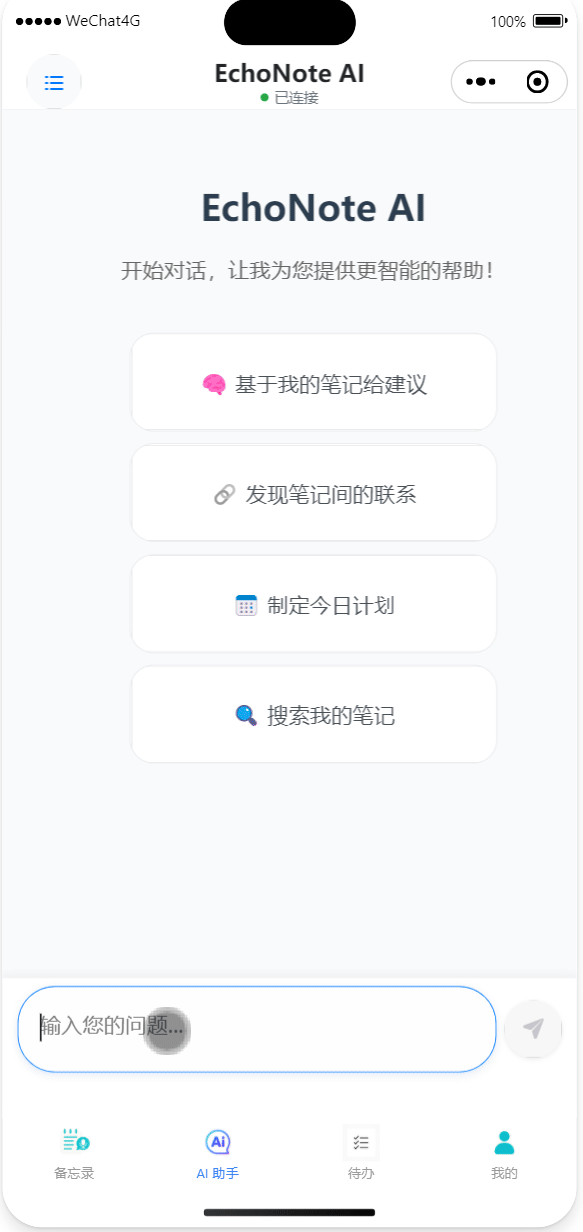 WeChat4G
100%
EchoNote AI
已连接
EchoNote AI
开始对话，让我为您提供更智能的帮助！
基于我的笔记给建议
发现笔记间的联系
制定今日计划
搜索我的笔记
输入您的问题...
Ai
备忘录
AI 助手
待办
我的